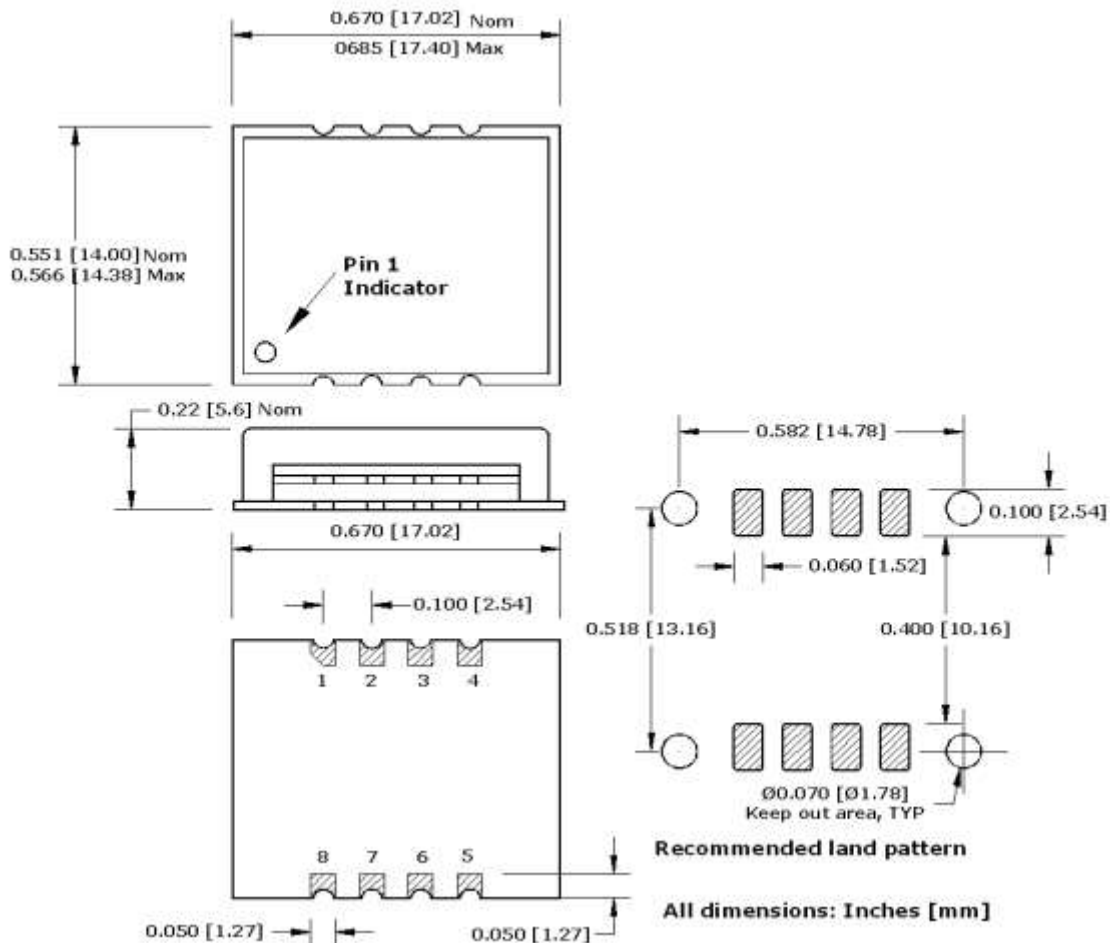 0.670 [17.02] Nom
0685 [17.40] Max
0.551 [14.00] Nom
0.566 [14.38] Max
Pin 1
Indicator
0.22 [5.6] Nom
0.670 [17.02]
0.582 [14.78]
0.100 [2.54]
0.060 [1.52]
0.518 [13.16]
0.400 [10.16]
0.100 [2.54]
1 2 3 4
8 7 6 5
0.050 [1.27]
0.050 [1.27]
Ø0.070 [Ø1.78]
Keep out area, TYP
Recommended land pattern
All dimensions: Inches [mm]